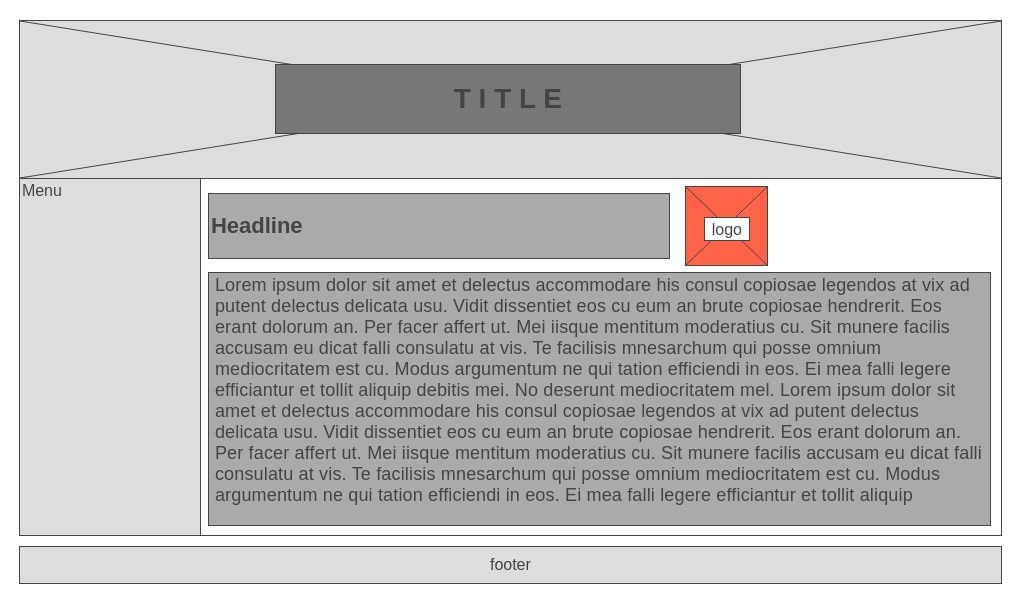 TITLE
Menu
Headline
logo
Lorem ipsum dolor sit amet et delectus accommodare his consul copiosae legendos at vix ad
putent delectus delicata usu. Vidit dissentiet eos cu eum an brute copiosae hendrerit. Eos
erant dolorum an. Per facer affert ut. Mei iisque mentitum moderatius cu. Sit munere facilis
accusam eu dicat falli consulatu at vis. Te facilisis mnesarchum qui posse omnium
mediocritatem est cu. Modus argumentum ne qui tation efficiendi in eos. Ei mea falli legere
efficiantur et tollit aliquip debitis mei. No deserunt mediocritatem mel. Lorem ipsum dolor sit
amet et delectus accommodare his consul copiosae legendos at vix ad putent delectus
delicata usu. Vidit dissentiet eos cu eum an brute copiosae hendrerit. Eos erant dolorum an.
Per facer affert ut. Mei iisque mentitum moderatius cu. Sit munere facilis accusam eu dicat falli
consulatu at vis. Te facilisis mnesarchum qui posse omnium mediocritatem est cu. Modus
argumentum ne qui tation efficiendi in eos. Ei mea falli legere efficiantur et tollit aliquip
footer